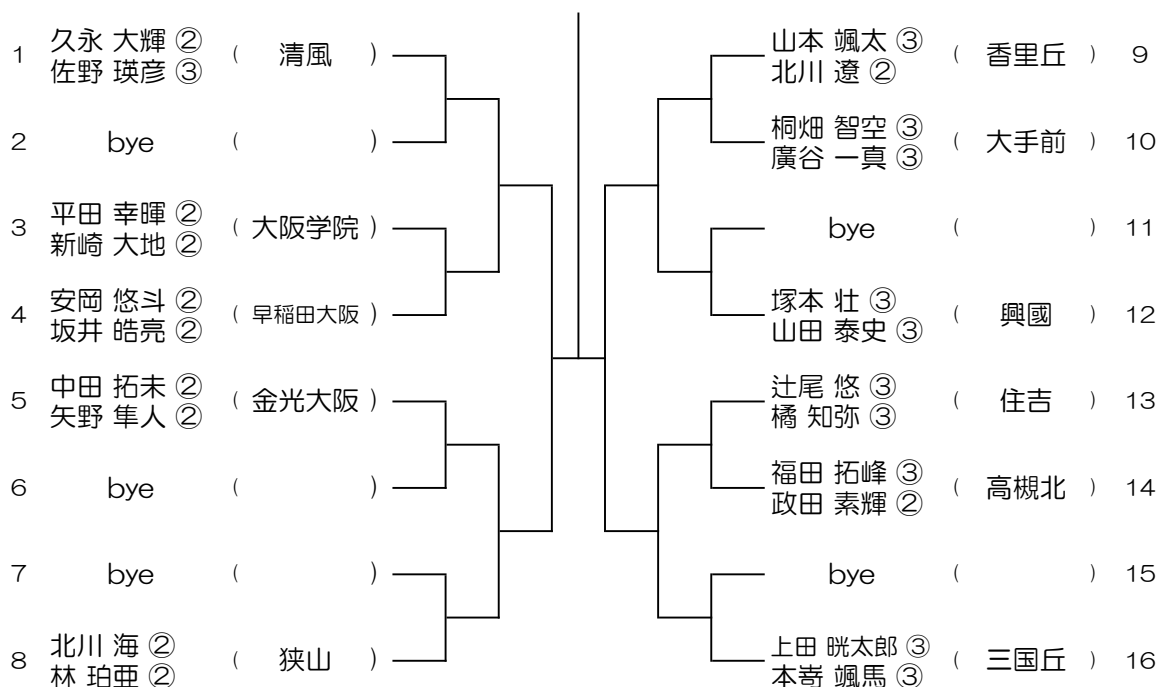 久永 大輝 ②
1 ( 清風 )
佐野 瑛彦 ③
2 bye ( )
平田 幸暉 ②
3 ( 大阪学院 )
新崎 大地 ②
安岡 悠斗 ②
4 ( 早稲田大阪 )
坂井 皓亮 ②
中田 拓未 ②
5 ( 金光大阪 )
矢野 隼人 ②
6 bye ( )
7 bye ( )
北川 海 ②
8 ( 狭山 )
林 珀亜 ②
山本 颯太 ③
( 香里丘 ) 9
北川 遼 ②
桐畑 智空 ③
( 大手前 ) 10
廣谷 一真 ③
bye ( ) 11
塚本 壮 ③
( 興國 ) 12
山田 泰史 ③
辻尾 悠 ③
( 住吉 ) 13
橘 知弥 ③
福田 拓峰 ③
( 高槻北 ) 14
政田 素輝 ②
bye ( ) 15
上田 晄太郎 ③
( 三国丘 ) 16
本嵜 颯馬 ③